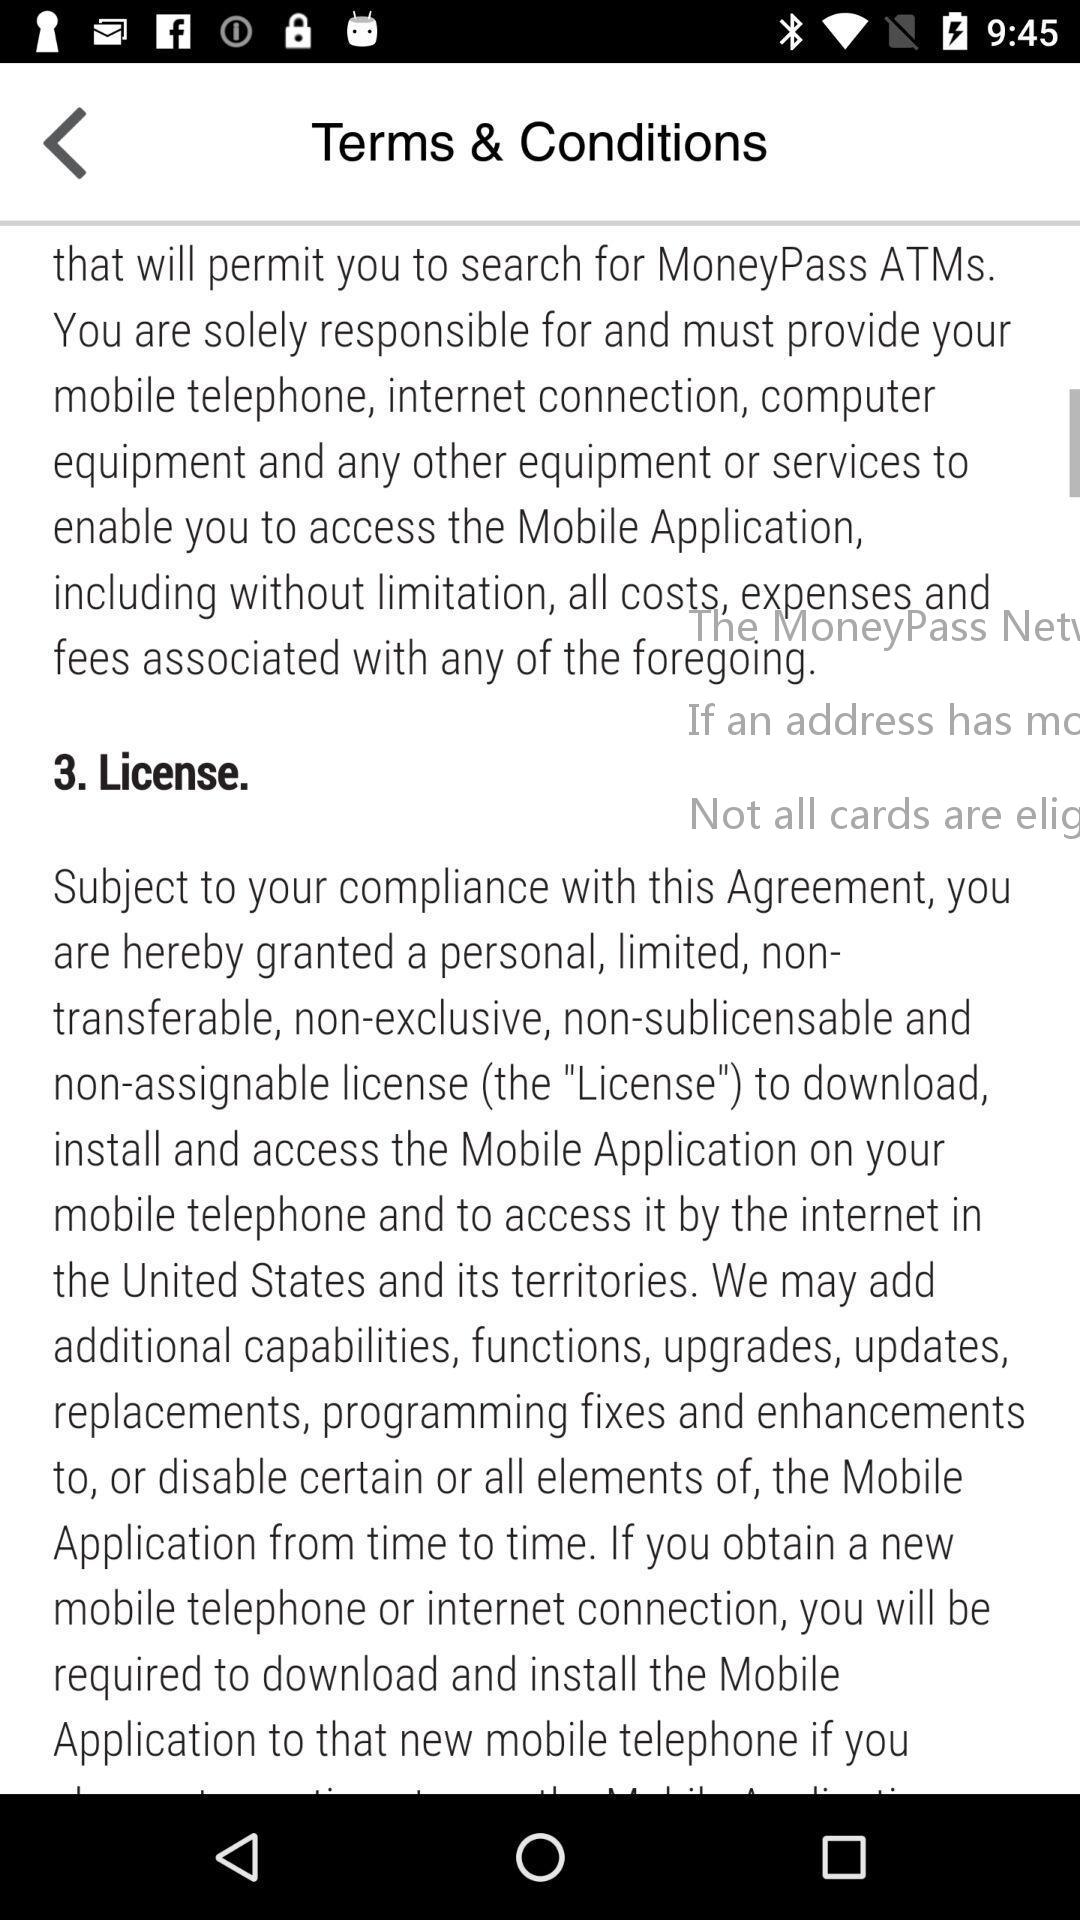 9:45
Terms & Conditions
that will permit you to search for MoneyPass ATMs.
You are solely responsible for and must provide your
mobile telephone, internet connection, computer
equipment and any other equipment or services to
enable you to access the Mobile Application,
including without limitation, all costs, expenses and
The MoneyPass
fees associated with any of the foregoing.
If an address has
3. License.
Not all cards are
Subject to your compliance with this Agreement, you
are hereby granted a personal, limited, non-
transferable, non-exclusive, non-sublicensable and
non-assignable license (the "License") to download,
install and access the Mobile Application on your
mobile telephone and to access it by the internet in
the United States and its territories. We may add
additional capabilities, functions, upgrades, updates,
replacements, programming fixes and enhancements
to, or disable certain or all elements of, the Mobile
Application from time to time. If you obtain a new
mobile telephone or internet connection, you will be
required to download and install the Mobile
Application to that new mobile telephone if you